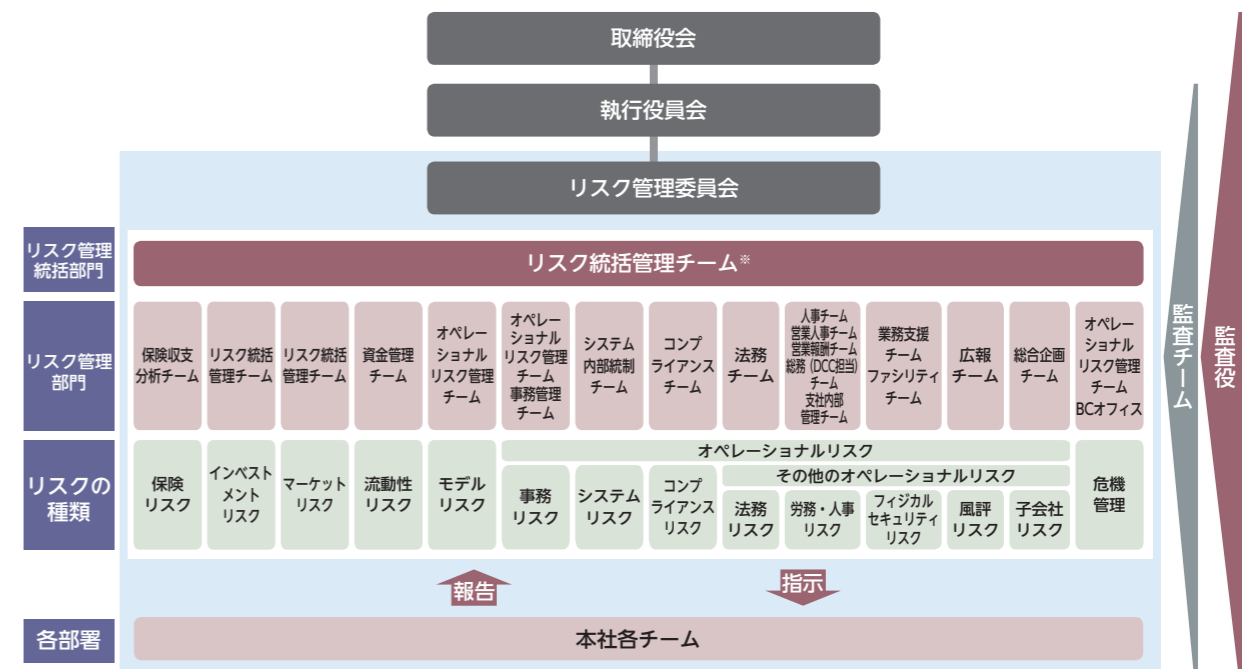 取締役会
執行役員会
リスク管理委員会
リスク管理
統括部門
リスク統括管理チーム※
リスク管理
部門
保険収支
分析チーム
リスク統括
管理チーム
リスク統括
管理チーム
資金管理
チーム
オペレー
ショナル
リスク管理
チーム
オペレー
ショナル
リスク管理
チーム
事務管理
チーム
システム
内部統制
チーム
コンプ
ライアンス
チーム
法務
チーム
人事チーム
営業人事チーム
営業報酬チーム
総務（DCC担当）
チーム
支社内部
管理チーム
業務支援
チーム
ファシリティ
チーム
広報
チーム
総合企画
チーム
オペレー
ショナル
リスク管理
チーム
BCオフィス
リスクの
種類
保険
リスク
インベスト
メント
リスク
マーケット
リスク
流動性
リスク
モデル
リスク
オペレーショナルリスク
事務
リスク
システム
リスク
コンプ
ライアンス
リスク
その他のオペレーショナルリスク
法務
リスク
労務・人事
リスク
フィジカル
セキュリティ
リスク
風評
リスク
子会社
リスク
危機
管理
報告
指示
各部署
本社各チーム
監査チーム
監査役